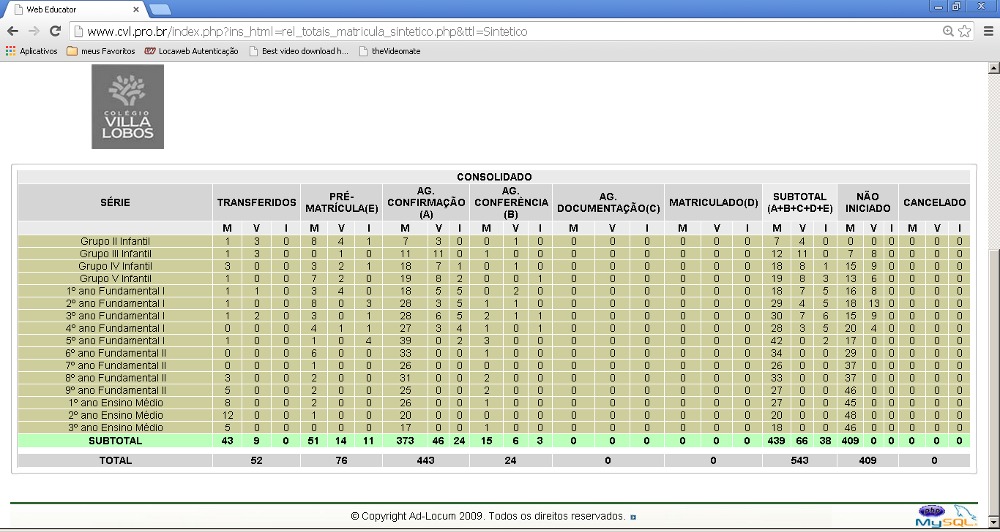 Web Educator
www.cvl.pro.br/index.php?ins_html=rel_totais_matricula_sintetico.php&ttl=Sintetico
Aplicativos meus Favoritos Locaweb Autenticação Best video download h... theVideomate
COLÉGIO
VILLA
LOBOS
CONSOLIDADO
SÉRIE TRANSFERIDOS PRÉ-MATRÍCULA(E) AG. CONFIRMAÇÃO (A) AG. CONFERÊNCIA (B) AG. DOCUMENTAÇÃO(C) MATRICULADO(D) SUBTOTAL (A+B+C+D+E) NÃO INICIADO CANCELADO
M V I M V I M V I M V I M V I M V I M V I M V I M V I
Grupo II Infantil 1 3 0 8 4 1 7 3 0 0 1 0 0 0 0 0 0 0 7 4 0 0 0 0 0 0 0
Grupo III Infantil 1 3 0 0 1 0 11 11 0 1 0 0 0 0 0 0 0 0 12 11 0 7 8 0 0 0 0
Grupo IV Infantil 3 0 0 3 2 1 18 7 1 0 1 0 0 0 0 0 0 0 18 8 1 15 9 0 0 0 0
Grupo V Infantil 1 0 0 7 2 0 19 8 2 0 0 1 0 0 0 0 0 0 19 8 3 13 6 0 0 0 0
1º ano Fundamental I 1 1 0 3 4 0 18 5 5 0 2 0 0 0 0 0 0 0 18 7 5 16 8 0 0 0 0
2º ano Fundamental I 1 0 0 8 0 3 28 3 5 1 1 0 0 0 0 0 0 0 29 4 5 18 13 0 0 0 0
3º ano Fundamental I 1 2 0 3 0 1 28 6 5 2 1 1 0 0 0 0 0 0 30 7 6 15 9 0 0 0 0
4º ano Fundamental I 0 0 0 4 1 1 27 3 4 1 0 1 0 0 0 0 0 0 28 3 5 20 4 0 0 0 0
5º ano Fundamental I 1 0 0 1 0 4 39 0 2 3 0 0 0 0 0 0 0 0 42 0 2 17 0 0 0 0 0
6º ano Fundamental II 0 0 0 6 0 0 33 0 0 1 0 0 0 0 0 0 0 0 34 0 0 29 0 0 0 0 0
7º ano Fundamental II 0 0 0 1 0 0 26 0 0 0 0 0 0 0 0 0 0 0 26 0 0 37 0 0 0 0 0
8º ano Fundamental II 3 0 0 2 0 0 31 0 0 2 0 0 0 0 0 0 0 0 33 0 0 37 0 0 0 0 0
9º ano Fundamental II 5 0 0 2 0 0 25 0 0 2 0 0 0 0 0 0 0 0 27 0 0 46 0 0 0 0 0
1º ano Ensino Médio 8 0 0 2 0 0 26 0 0 1 0 0 0 0 0 0 0 0 27 0 0 45 0 0 0 0 0
2º ano Ensino Médio 12 0 0 1 0 0 20 0 0 0 0 0 0 0 0 0 0 0 20 0 0 48 0 0 0 0 0
3º ano Ensino Médio 5 0 0 0 0 0 17 0 0 1 0 0 0 0 0 0 0 0 18 0 0 46 0 0 0 0 0
SUBTOTAL 43 9 0 51 14 11 373 46 24 15 6 3 0 0 0 0 0 0 439 66 38 409 0 0 0 0 0
TOTAL 52 76 443 24 0 0 543 409 0
© Copyright Ad-Locum 2009. Todos os direitos reservados.
php
MySQL